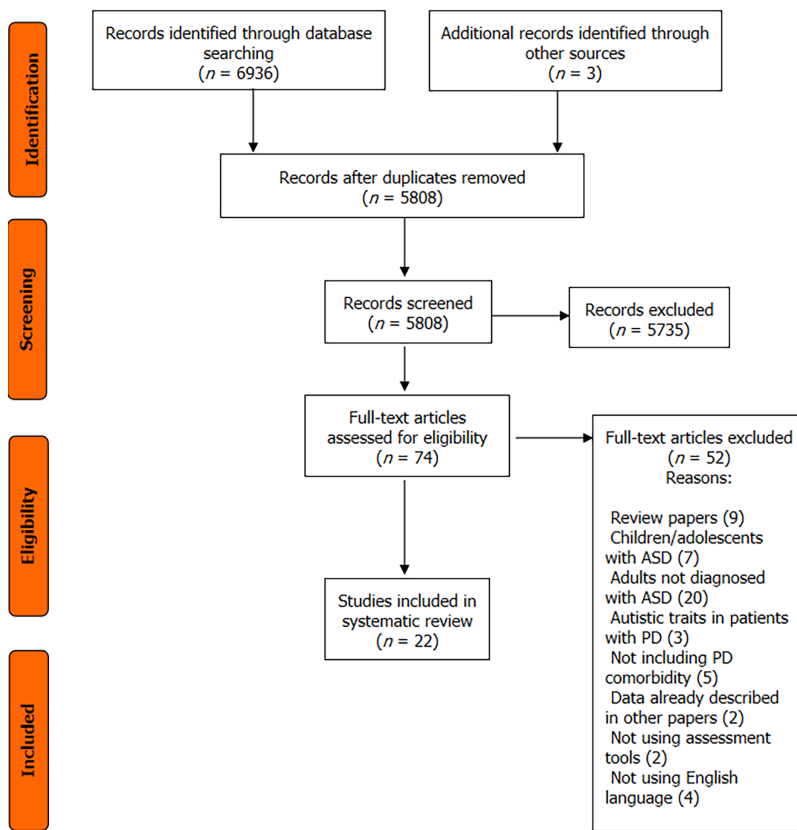 Identification
Records identified through database
searching
(n = 6936)
Additional records identified through
other sources
(n = 3)
Records after duplicates removed
(n = 5808)
Screening
Records screened
(n = 5808)
Records excluded
(n = 5735)
Eligibility
Full-text articles
assessed for eligibility
(n = 74)
Full-text articles excluded
(n = 52)
Reasons:
Review papers (9)
Children/adolescents
with ASD (7)
Adults not diagnosed
with ASD (20)
Autistic traits in patients
with PD (3)
Not including PD
comorbidity (5)
Data already described
in other papers (2)
Not using assessment
tools (2)
Not using English
language (4)
Included
Studies included in
systematic review
(n = 22)